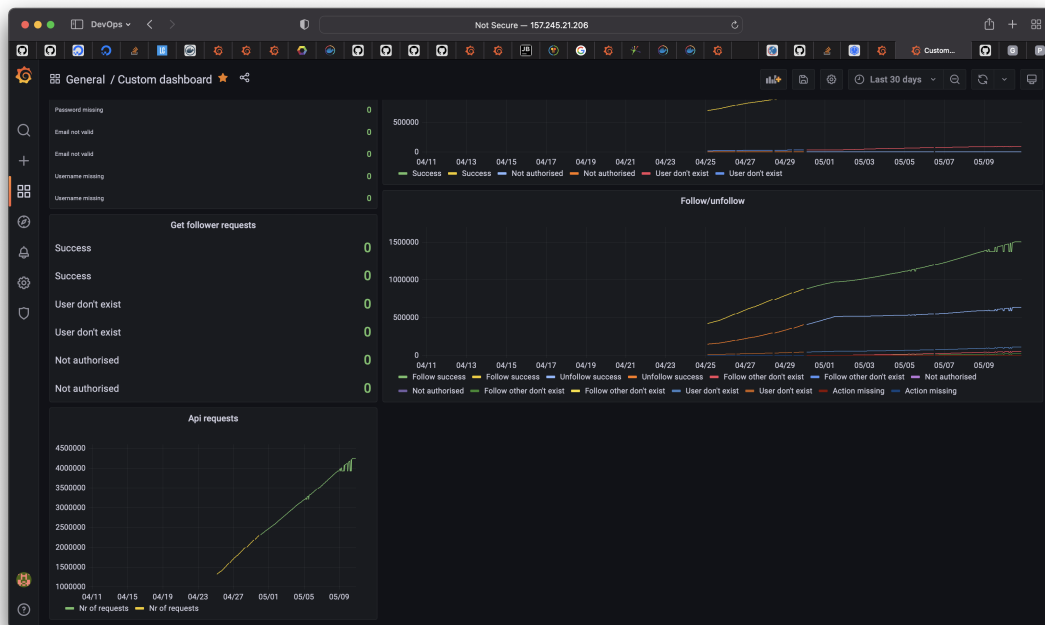 DevOps
Not Secure — 157.245.21.206
Custom...
General / Custom dashboard
Last 30 days
Password missing 0
Email not valid 0
Email not valid 0
Username missing 0
Username missing 0
500000
0
04/11 04/13 04/15 04/17 04/19 04/21 04/23 04/25 04/27 04/29 05/01 05/03 05/05 05/07 05/09
Success Success Not authorised Not authorised User don't exist User don't exist
Get follower requests
Success 0
Success 0
User don't exist 0
User don't exist 0
Not authorised 0
Not authorised 0
Follow/unfollow
1500000
1000000
500000
0
04/11 04/13 04/15 04/17 04/19 04/21 04/23 04/25 04/27 04/29 05/01 05/03 05/05 05/07 05/09
Follow success Follow success Unfollow success Unfollow success Follow other don't exist Follow other don't exist Not authorised
Not authorised Follow other don't exist Follow other don't exist User don't exist User don't exist Action missing Action missing
Api requests
4500000
4000000
3500000
3000000
2500000
2000000
1500000
1000000
04/11 04/15 04/19 04/23 04/27 05/01 05/05 05/09
Nr of requests Nr of requests